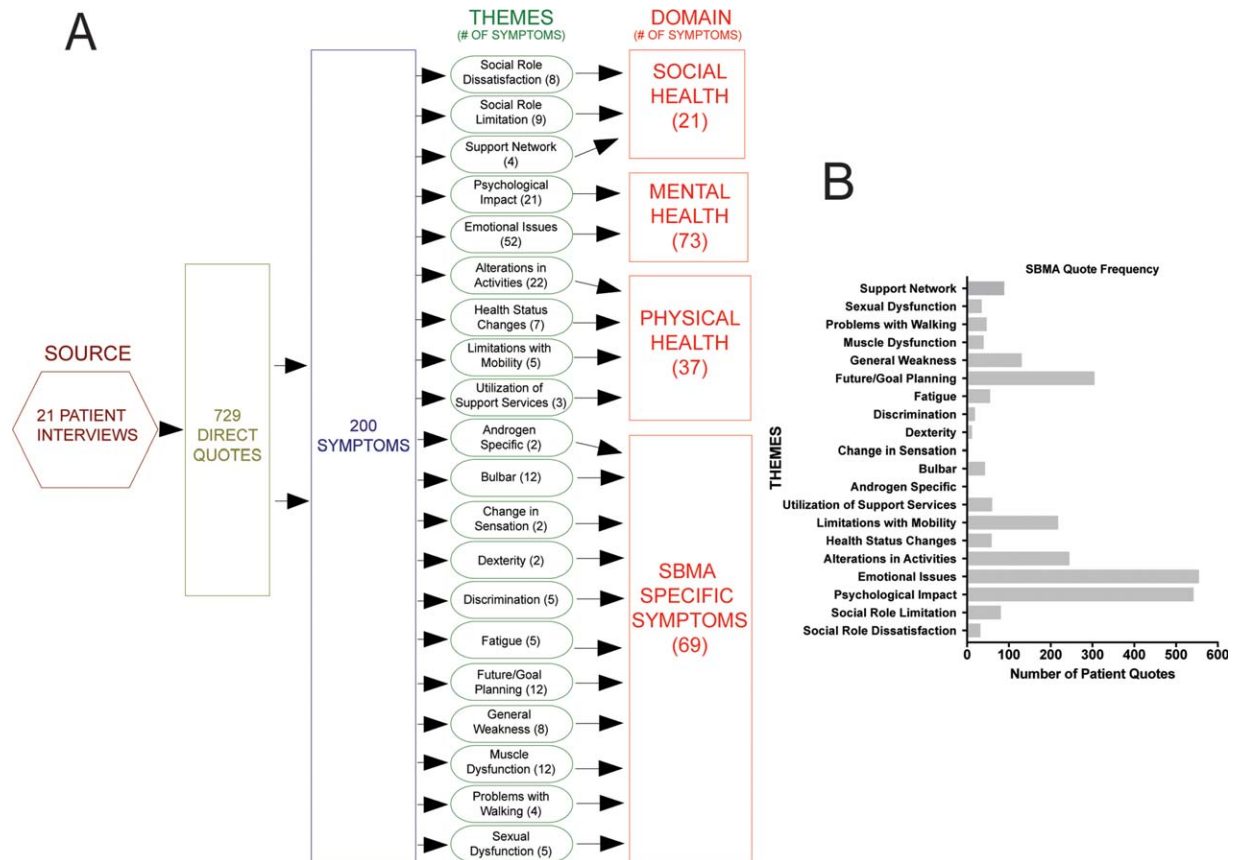 A
THEMES
(# OF SYMPTOMS)
DOMAIN
(# OF SYMPTOMS)
SOURCE
21 PATIENT
INTERVIEWS
729
DIRECT
QUOTES
200
SYMPTOMS
Social Role
Dissatisfaction (8)
Social Role
Limitation (9)
Support Network
(4)
Psychological
Impact (21)
Emotional Issues
(52)
Alterations in
Activities (22)
Health Status
Changes (7)
Limitations with
Mobility (5)
Utilization of
Support Services (3)
Androgen
Specific (2)
Bulbar (12)
Change in
Sensation (2)
Dexterity (2)
Discrimination (5)
Fatigue (5)
Future/Goal
Planning (12)
General
Weakness (8)
Muscle
Dysfunction (12)
Problems with
Walking (4)
Sexual
Dysfunction (5)
SOCIAL
HEALTH
(21)
MENTAL
HEALTH
(73)
PHYSICAL
HEALTH
(37)
SBMA
SPECIFIC
SYMPTOMS
(69)
B
SBMA Quote Frequency
THEMES
Support Network
Sexual Dysfunction
Problems with Walking
Muscle Dysfunction
General Weakness
Future/Goal Planning
Fatigue
Discrimination
Dexterity
Change in Sensation
Bulbar
Androgen Specific
Utilization of Support Services
Limitations with Mobility
Health Status Changes
Alterations in Activities
Emotional Issues
Psychological Impact
Social Role Limitation
Social Role Dissatisfaction
0 100 200 300 400 500 600
Number of Patient Quotes